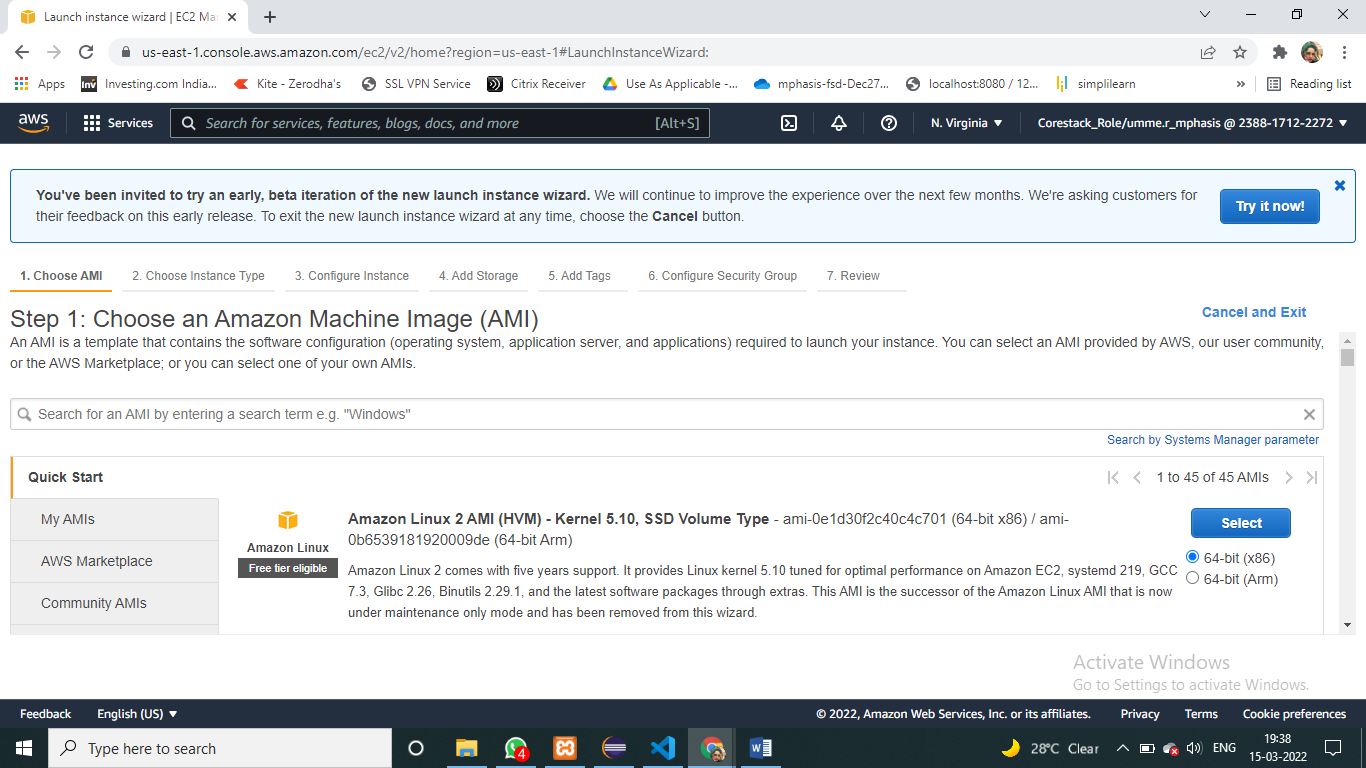 Launch instance wizard | EC2 Ma
us-east-1.console.aws.amazon.com/ec2/v2/home?region=us-east-1#LaunchInstanceWizard:
Apps Investing.com India... Kite - Zerodha's SSL VPN Service Citrix Receiver Use As Applicable -... mphasis-fsd-Dec27... localhost:8080 / 12... simplilearn » Reading list
aws Services Search for services, features, blogs, docs, and more [Alt+S] N. Virginia Corestack_Role/umme.r_mphasis @ 2388-1712-2272
You've been invited to try an early, beta iteration of the new launch instance wizard. We will continue to improve the experience over the next few months. We're asking customers for
their feedback on this early release. To exit the new launch instance wizard at any time, choose the Cancel button.
Try it now!
1. Choose AMI 2. Choose Instance Type 3. Configure Instance 4. Add Storage 5. Add Tags 6. Configure Security Group 7. Review
Step 1: Choose an Amazon Machine Image (AMI)
Cancel and Exit
An AMI is a template that contains the software configuration (operating system, application server, and applications) required to launch your instance. You can select an AMI provided by AWS, our user community,
or the AWS Marketplace; or you can select one of your own AMIs.
Search for an AMI by entering a search term e.g. "Windows"
Search by Systems Manager parameter
Quick Start
1 to 45 of 45 AMIs
My AMIs
AWS Marketplace
Community AMIs
Amazon Linux
Free tier eligible
Amazon Linux 2 AMI (HVM) - Kernel 5.10, SSD Volume Type - ami-0e1d30f2c40c4c701 (64-bit x86) / ami-
0b6539181920009de (64-bit Arm)
Amazon Linux 2 comes with five years support. It provides Linux kernel 5.10 tuned for optimal performance on Amazon EC2, systemd 219, GCC
7.3, Glibc 2.26, Binutils 2.29.1, and the latest software packages through extras. This AMI is the successor of the Amazon Linux AMI that is now
under maintenance only mode and has been removed from this wizard.
Select
64-bit (x86)
64-bit (Arm)
Activate Windows
Go to Settings to activate Windows.
Feedback English (US) © 2022, Amazon Web Services, Inc. or its affiliates. Privacy Terms Cookie preferences
Type here to search 4 28°C Clear ENG 19:38
15-03-2022